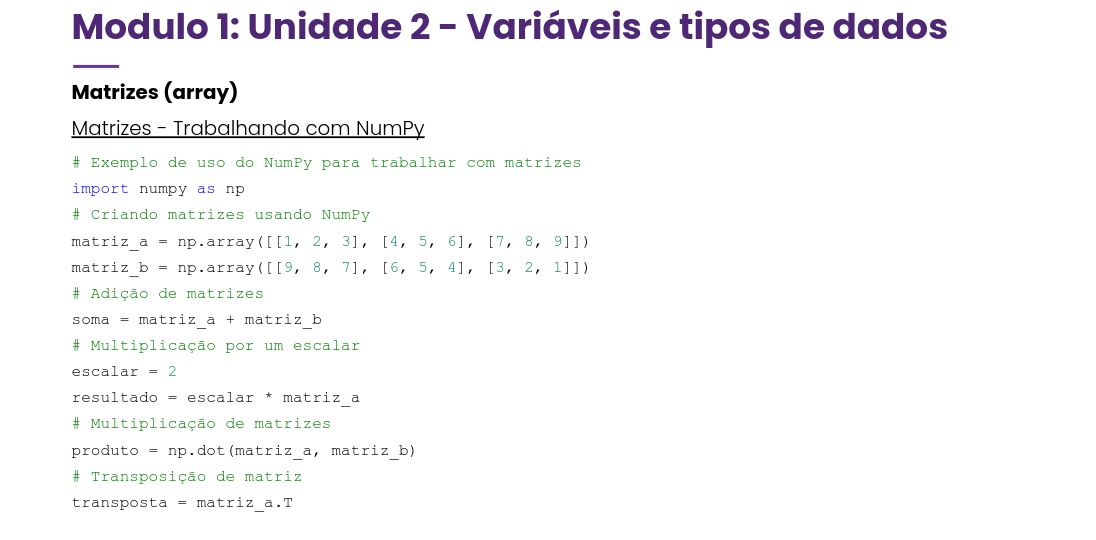 Modulo 1: Unidade 2 - Variáveis e tipos de dados
Matrizes (array)
Matrizes - Trabalhando com NumPy
# Exemplo de uso do NumPy para trabalhar com matrizes
import numpy as np
# Criando matrizes usando NumPy
matriz_a = np.array([[1, 2, 3], [4, 5, 6], [7, 8, 9]])
matriz_b = np.array([[9, 8, 7], [6, 5, 4], [3, 2, 1]])
# Adição de matrizes
soma = matriz_a + matriz_b
# Multiplicação por um escalar
escalar = 2
resultado = escalar * matriz_a
# Multiplicação de matrizes
produto = np.dot(matriz_a, matriz_b)
# Transposição de matriz
transposta = matriz_a.T